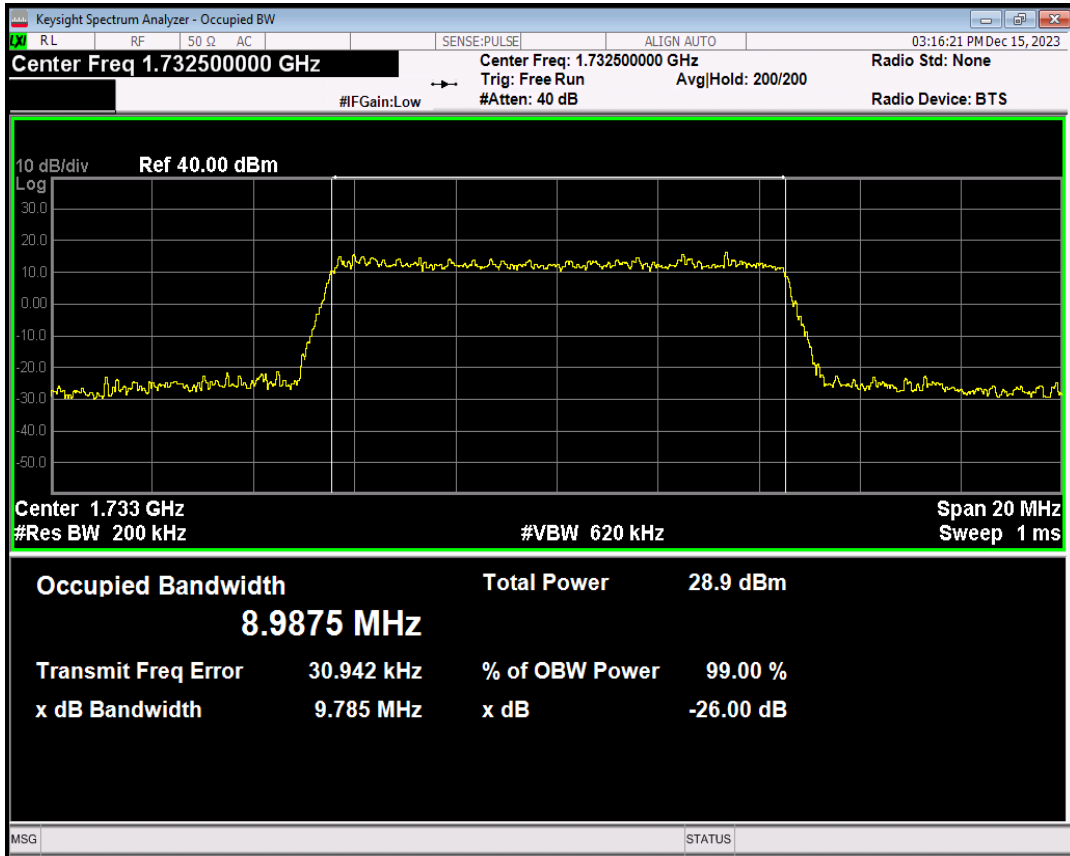 Keysight Spectrum Analyzer - Occupied BW
LXI RL RF 50 Ω AC SENSE:PULSE ALIGN AUTO 03:16:21 PM Dec 15, 2023
Center Freq 1.732500000 GHz Center Freq: 1.732500000 GHz Radio Std: None
Trig: Free Run Avg|Hold: 200/200
#IFGain:Low #Atten: 40 dB Radio Device: BTS
10 dB/div Ref 40.00 dBm
Log
30.0
20.0
10.0
0.00
-10.0
-20.0
-30.0
-40.0
-50.0
Center 1.733 GHz Span 20 MHz
#Res BW 200 kHz #VBW 620 kHz Sweep 1 ms
Occupied Bandwidth Total Power 28.9 dBm
8.9875 MHz
Transmit Freq Error 30.942 kHz % of OBW Power 99.00 %
x dB Bandwidth 9.785 MHz x dB -26.00 dB
MSG STATUS